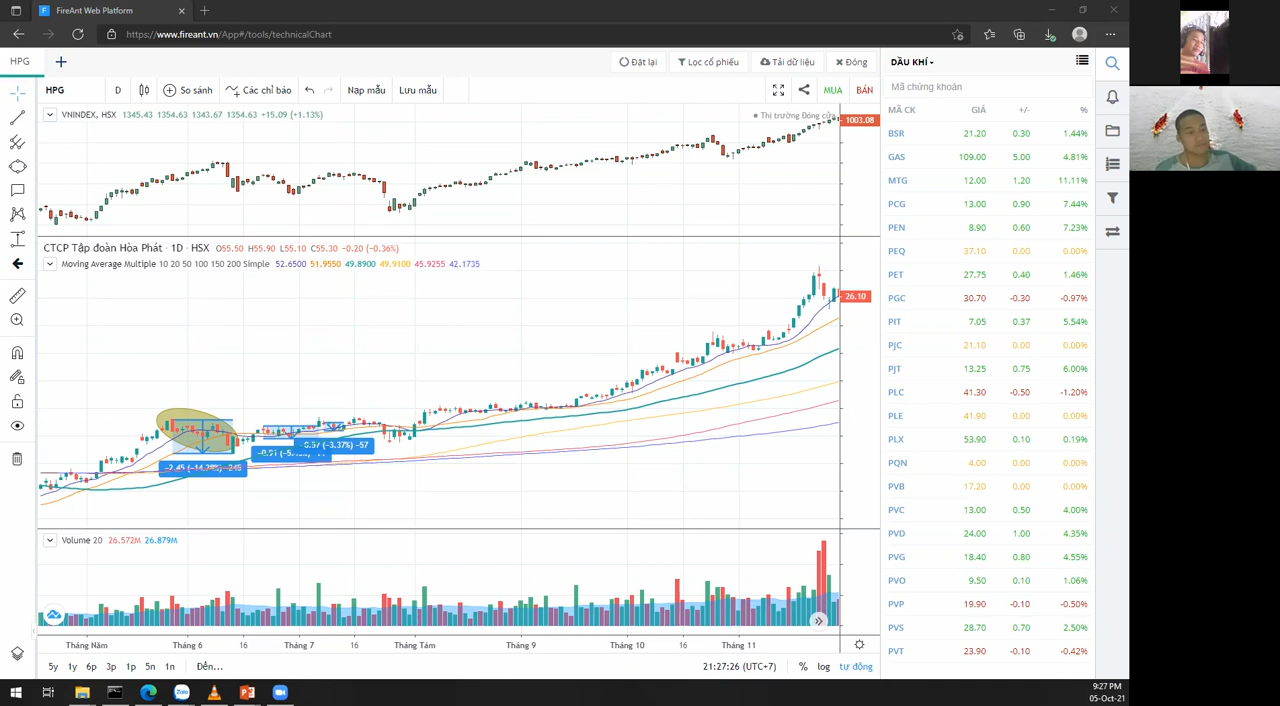 FireAnt Web Platform
https://www.fireant.vn/App#/tools/technicalChart
HPG
Đặt lại
Lọc cổ phiếu
Tải dữ liệu
Đóng
DẦU KHÍ
HPG
D
So sánh
Các chỉ báo
Nạp mẫu
Lưu mẫu
MUA
BÁN
Mã chứng khoán
MÃ CK GIÁ +/- %
VNINDEX, HSX 1345.43 1354.63 1343.67 1354.63 +15.09 (+1.13%)
Thị trường Đóng cửa
1003.08
CTCP Tập đoàn Hòa Phát · 1D · HSX O55.50 H55.90 L55.10 C55.30 -0.20 (-0.36%)
Moving Average Multiple 10 20 50 100 150 200 Simple 52.6500 51.9550 49.8900 49.9100 45.9255 42.1735
26.10
-0.57 (-3.37%) -57
-2.45 (-14.28%) -245
Volume 20 26.572M 26.879M
Tháng Năm
Tháng 6
16
Tháng 7
16
Tháng Tám
Tháng 9
Tháng 10
16
Tháng 11
5y 1y 6p 3p 1p 5n 1n Đến...
21:27:26 (UTC+7) % log tự động
BSR 21.20 0.30 1.44%
GAS 109.00 5.00 4.81%
MTG 12.00 1.20 11.11%
PCG 13.00 0.90 7.44%
PEN 8.90 0.60 7.23%
PEQ 37.10 0.00 0.00%
PET 27.75 0.40 1.46%
PGC 30.70 -0.30 -0.97%
PIT 7.05 0.37 5.54%
PJC 21.10 0.00 0.00%
PJT 13.25 0.75 6.00%
PLC 41.30 -0.50 -1.20%
PLE 41.90 0.00 0.00%
PLX 53.90 0.10 0.19%
PQN 4.00 0.00 0.00%
PVB 17.20 0.00 0.00%
PVC 13.00 0.50 4.00%
PVD 24.00 1.00 4.35%
PVG 18.40 0.80 4.55%
PVO 9.50 0.10 1.06%
PVP 19.90 -0.10 -0.50%
PVS 28.70 0.70 2.50%
PVT 23.90 -0.10 -0.42%
Zalo
9:27 PM
05-Oct-21